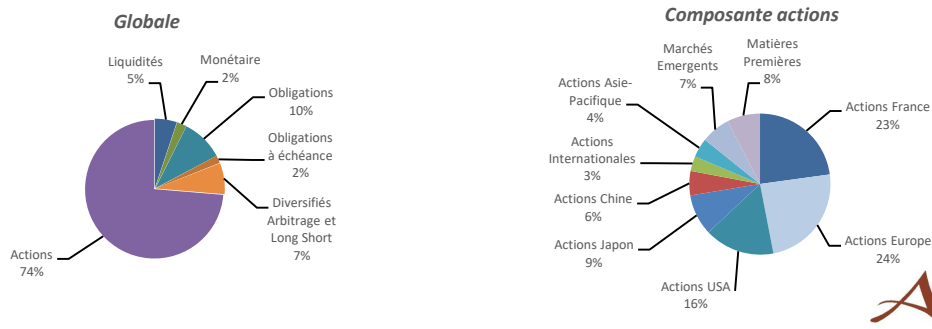 Globale
Liquidités
5%
Monétaire
2%
Obligations
10%
Obligations
à échéance
2%
Diversifiés
Arbitrage et
Long Short
7%
Actions
74%
Composante actions
Matières
Premières
8%
Marchés
Emergents
7%
Actions Asie-
Pacifique
4%
Actions
Internationales
3%
Actions Chine
6%
Actions Japon
9%
Actions USA
16%
Actions Europe
24%
Actions France
23%
A